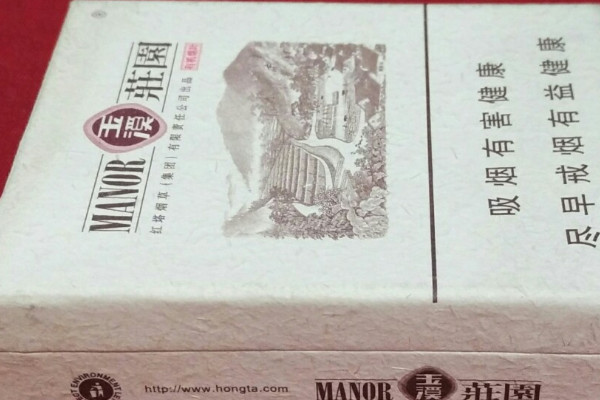 MANOR 玉溪 莊園
红塔烟草（集团）有限责任公司出品
吸烟有害健康
尽早戒烟有益健康
http://www.hongta.com
MANOR 玉溪 莊園